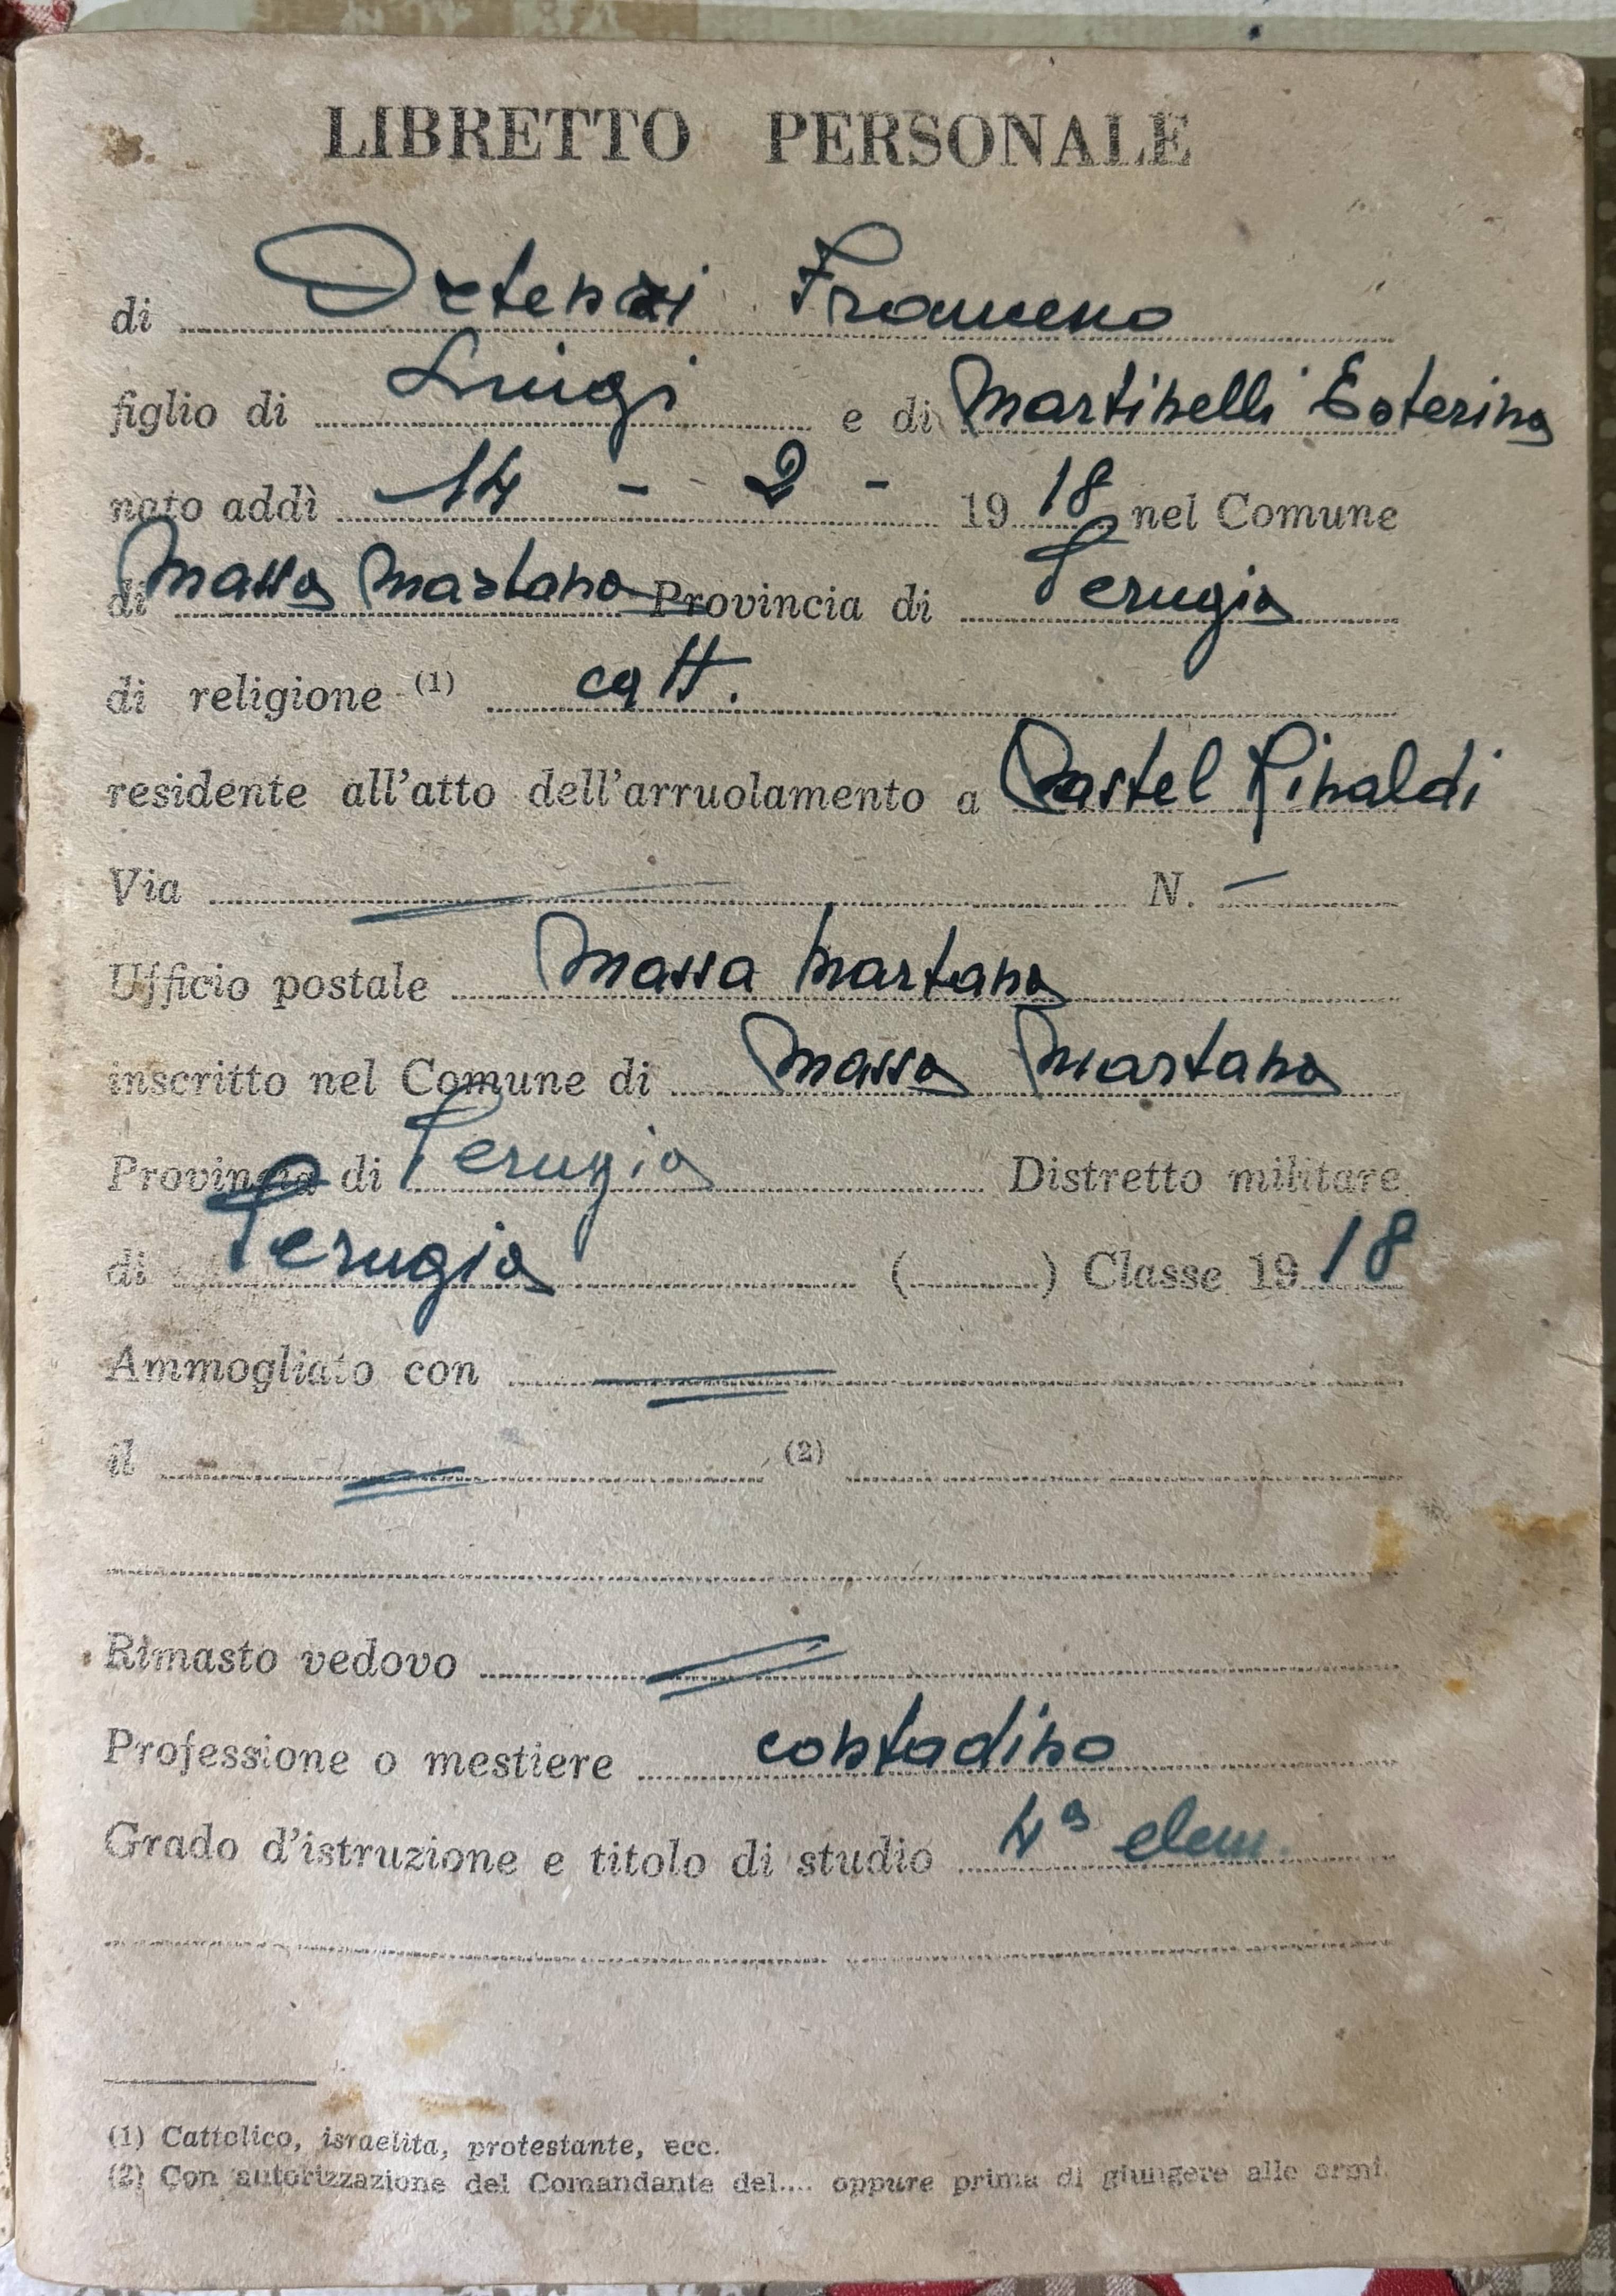 LIBRETTO PERSONALE
di Ortenzi Francesco
figlio di Luigi e di Martinelli Esterina
nato addì 14 - 2 - 1918 nel Comune
di Massa Martana Provincia di Perugia
di religione (1) catt.
residente all'atto dell'arruolamento a Castel Rinaldi
Via — N. —
Ufficio postale Massa Martana
inscritto nel Comune di Massa Martana
Provincia di Perugia Distretto militare
di Perugia (..........) Classe 1918
Ammogliato con =
il = (2)
Rimasto vedovo =
Professione o mestiere contadino
Grado d'istruzione e titolo di studio 4a elem.
(1) Cattolico, israelita, protestante, ecc.
(2) Con autorizzazione del Comandante del.... oppure prima di giungere alle armi.